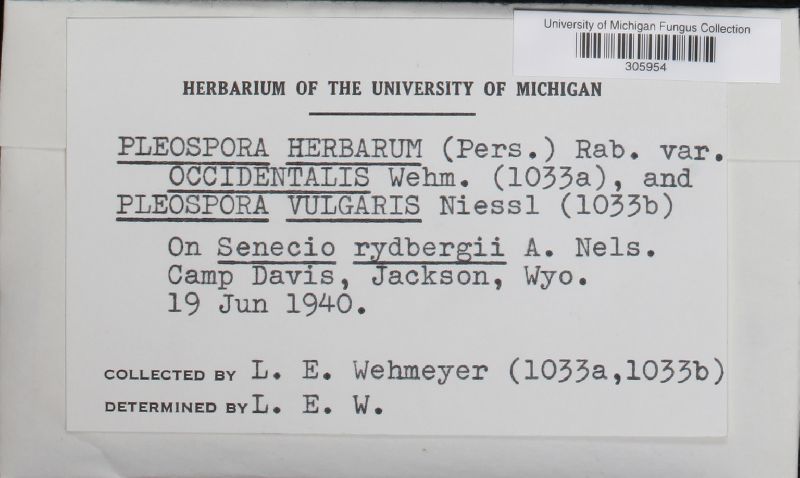 University of Michigan Fungus Collection
305954
HERBARIUM OF THE UNIVERSITY OF MICHIGAN
PLEOSPORA HERBARUM (Pers.) Rab. var.
OCCIDENTALIS Wehm. (1033a), and
PLEOSPORA VULGARIS Niessl (1033b)
On Senecio rydbergii A. Nels.
Camp Davis, Jackson, Wyo.
19 Jun 1940.
COLLECTED BY L. E. Wehmeyer (1033a,1033b)
DETERMINED BY L. E. W.